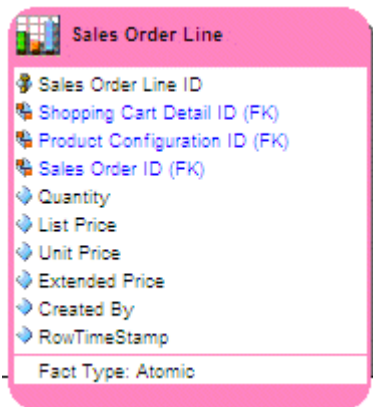 Sales Order Line
Sales Order Line ID
Shopping Cart Detail ID (FK)
Product Configuration ID (FK)
Sales Order ID (FK)
Quantity
List Price
Unit Price
Extended Price
Created By
RowTimeStamp
Fact Type: Atomic